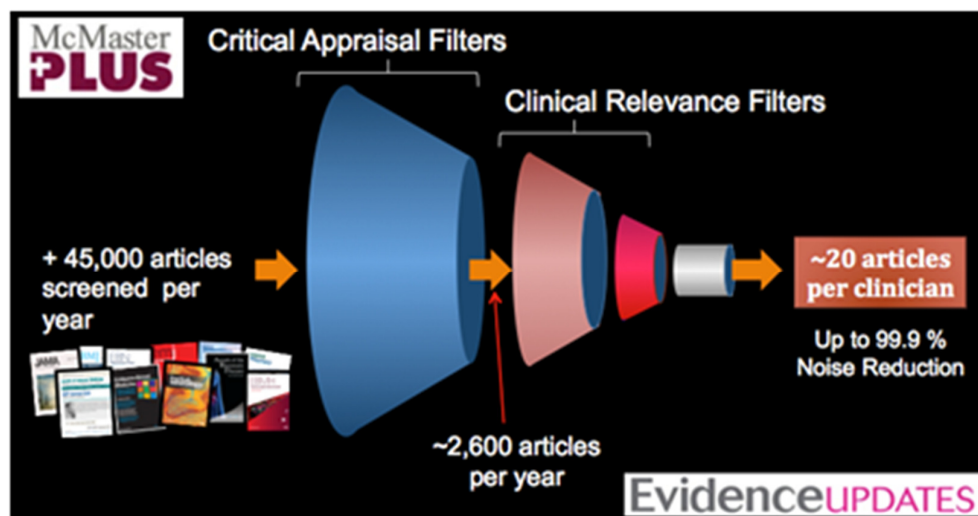 McMaster
PLUS
Critical Appraisal Filters
Clinical Relevance Filters
+ 45,000 articles
screened per
year
JAMA
~20 articles
per clinician
Up to 99.9 %
Noise Reduction
~2,600 articles
per year
EvidenceUPDATES